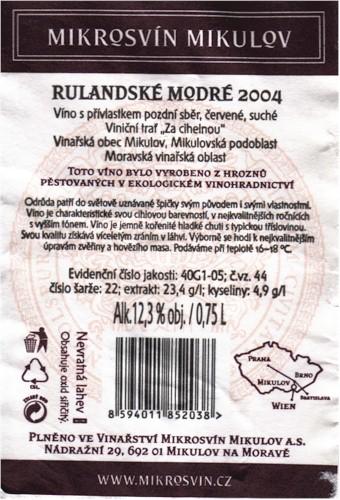 MIKROSVÍN MIKULOV
RULANDSKÉ MODRÉ 2004
Víno s přívlastkem pozdní sběr, červené, suché
Viniční trať „Za cihelnou"
Vinařská obec Mikulov, Mikulovská podoblast
Moravská vinařská oblast
TOTO VÍNO BYLO VYROBENO Z HROZNŮ
PĚSTOVANÝCH V EKOLOGICKÉM VINOHRADNICTVÍ
Odrůda patří do světově uznávané špičky svým původem i svými vlastnostmi.
Víno je charakteristické svou cihlovou barevností, v nejkvalitnějších ročnících
s vyšším tónem. Víno je jemně kořenité hladké chuti s typickou tříslovinou.
Svou kvalitu získává víceletým zráním v láhvi. Výborně se hodí k nejkvalitnějším
úpravám zvěřiny a hovězího masa. Podáváme při teplotě 16–18 °C.
Evidenční číslo jakosti: 40G1-05; č.vz. 44
číslo šarže: 22; extrakt: 23,4 g/l; kyseliny: 4,9 g/l
Alk.12,3 % obj. / 0,75 L
Nevratná lahev
Obsahuje oxid siřičitý.
PRAHA
BRNO
MIKULOV
BRATISLAVA
WIEN
8 594011 852038 >
PLNĚNO VE VINAŘSTVÍ MIKROSVÍN MIKULOV A.S.
NÁDRAŽNÍ 29, 692 01 MIKULOV NA MORAVĚ
WWW.MIKROSVIN.CZ